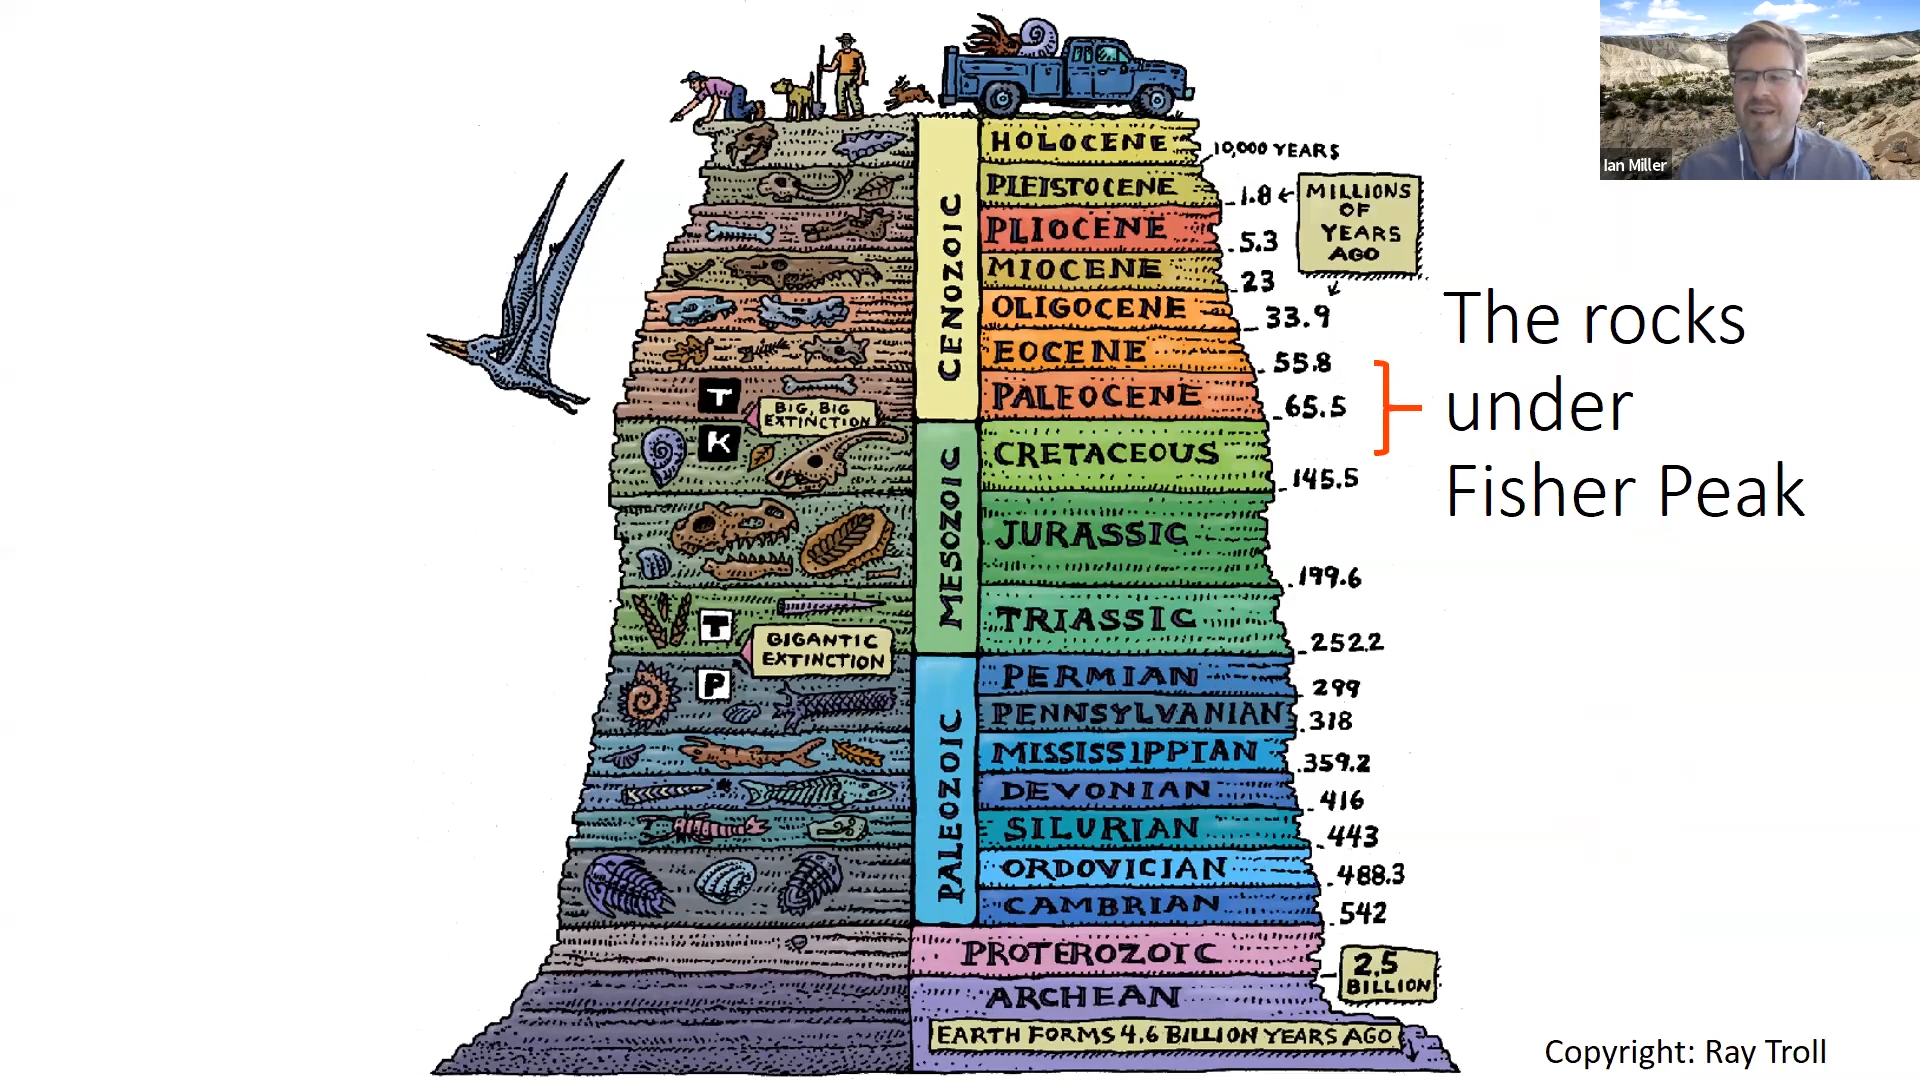 Ian Miller
HOLOCENE
10,000 YEARS
PLEISTOCENE
1.8
MILLIONS
OF
YEARS
AGO
PLIOCENE
5.3
MIOCENE
23
OLIGOCENE
33.9
EOCENE
55.8
PALEOCENE
65.5
CENOZOIC
T
BIG, BIG
EXTINCTION
K
CRETACEOUS
145.5
JURASSIC
199.6
TRIASSIC
252.2
MESOZOIC
T
GIGANTIC
EXTINCTION
P
PERMIAN
299
PENNSYLVANIAN
318
MISSISSIPPIAN
359.2
DEVONIAN
416
SILURIAN
443
ORDOVICIAN
488.3
CAMBRIAN
542
PALEOZOIC
PROTEROZOIC
2.5
BILLION
ARCHEAN
EARTH FORMS 4.6 BILLION YEARS AGO
The rocks
under
Fisher Peak
Copyright: Ray Troll